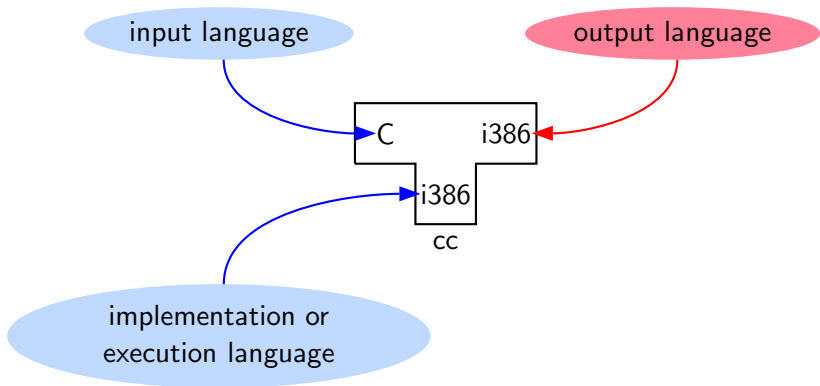 input language
output language
C
i386
i386
cc
implementation or
execution language